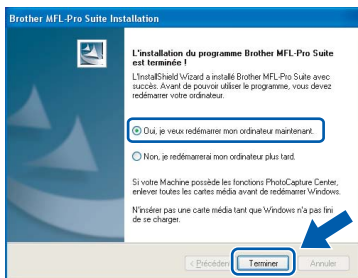 Brother MFL-Pro Suite Installation
L'installation du programme Brother MFL-Pro Suite
est terminée !
L'InstallShield Wizard a installé Brother MFL-Pro Suite avec
succès. Avant de pouvoir utiliser le programme, vous devez
redémarrer votre ordinateur.
Oui, je veux redémarrer mon ordinateur maintenant.
Non, je redémarrerai mon ordinateur plus tard.
Si votre Machine possède les fonctions PhotoCapture Center,
enlever toutes les cartes média avant de redémarrer Windows.
N'insérer pas une carte média tant que Windows n'a pas fini
de se charger.
< Précédent Terminer Annuler